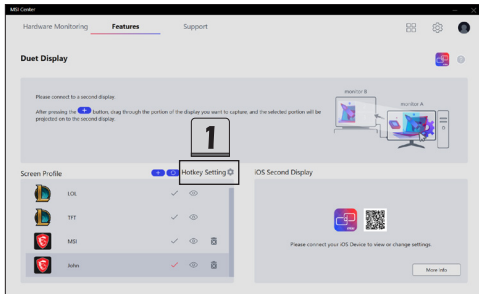 MSI Center
Hardware Monitoring
Features
Support
Duet Display
Please connect to a second display.
After pressing the + button, drag through the portion of the display you want to capture, and the selected portion will be
projected on to the second display.
monitor B
monitor A
1
Screen Profile
Hotkey Setting
iOS Second Display
LOL
TFT
MSI
John
Please connect your iOS Device to view or change settings.
More Info